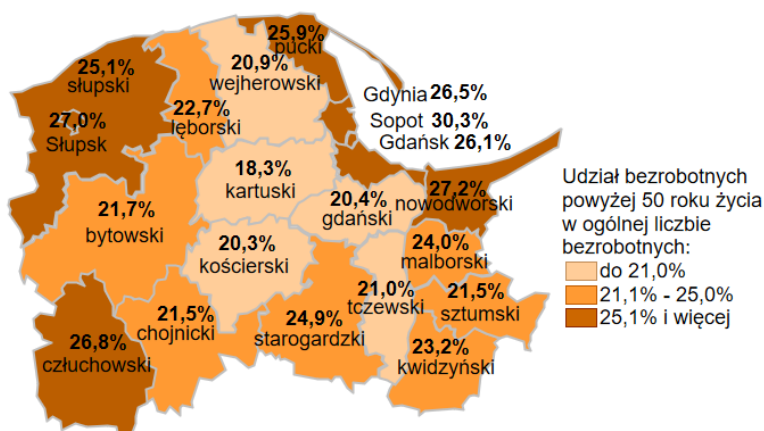 25,9%
pucki
25,1%
słupski
20,9%
wejherowski
Gdynia 26,5%
22,7%
lęborski
27,0%
Słupsk
Sopot 30,3%
Gdańsk 26,1%
18,3%
kartuski
27,2%
nowodworski
20,4%
gdański
21,7%
bytowski
20,3%
kościerski
24,0%
malborski
21,0%
tczewski
21,5%
sztumski
21,5%
chojnicki
24,9%
starogardzki
23,2%
kwidzyński
26,8%
człuchowski
Udział bezrobotnych
powyżej 50 roku życia
w ogólnej liczbie
bezrobotnych:
do 21,0%
21,1% - 25,0%
25,1% i więcej